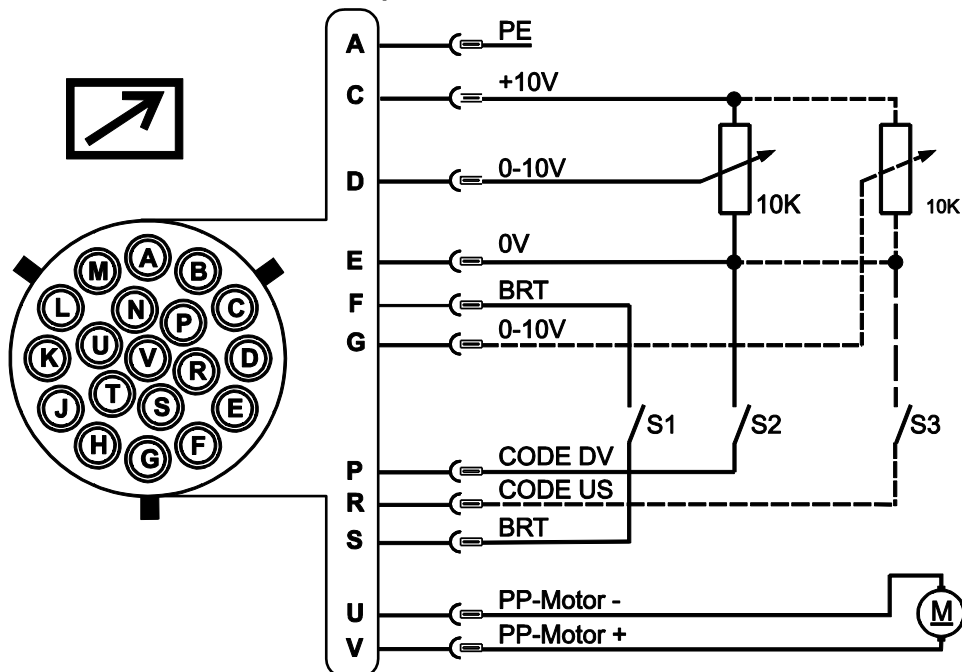 A PE
C +10V
D 0-10V
10K
10K
E 0V
F BRT
G 0-10V
S1
S2
S3
P CODE DV
R CODE US
S BRT
U PP-Motor -
V PP-Motor +
M
A
B
C
D
E
F
G
H
J
K
L
M
N
P
R
S
T
U
V